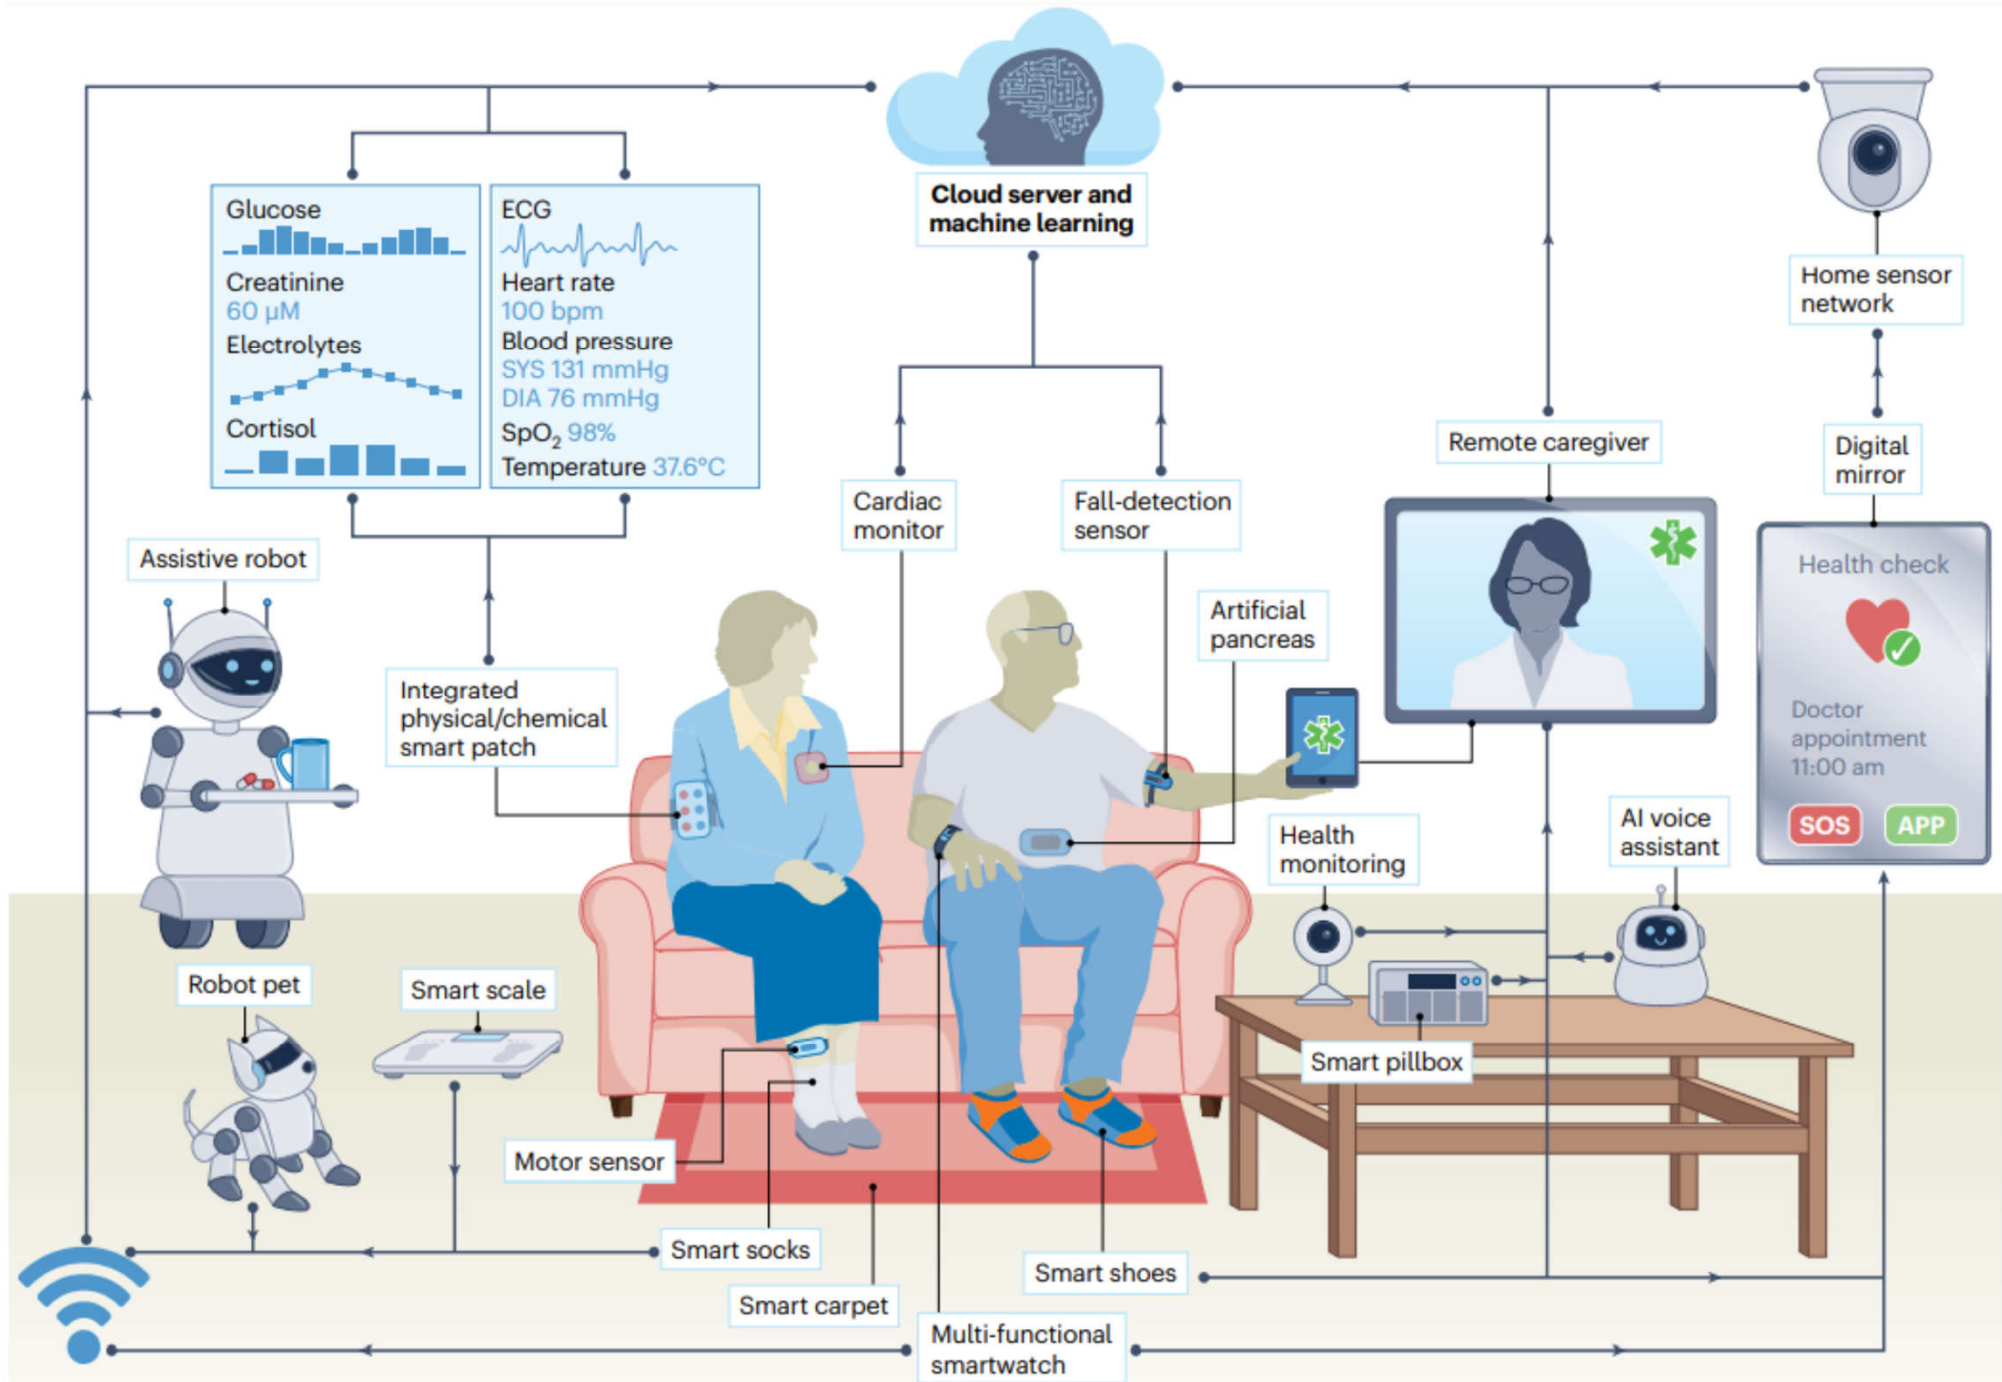 Cloud server and
machine learning
Glucose
Creatinine
60 µM
Electrolytes
Cortisol
ECG
Heart rate
100 bpm
Blood pressure
SYS 131 mmHg
DIA 76 mmHg
SpO₂ 98%
Temperature 37.6°C
Home sensor
network
Remote caregiver
Digital
mirror
Cardiac
monitor
Fall-detection
sensor
Assistive robot
Artificial
pancreas
Health check
Doctor
appointment
11:00 am
SOS
APP
Integrated
physical/chemical
smart patch
Health
monitoring
AI voice
assistant
Robot pet
Smart scale
Smart pillbox
Motor sensor
Smart socks
Smart shoes
Smart carpet
Multi-functional
smartwatch